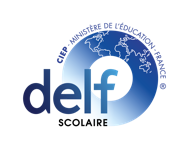 CIEP · MINISTÈRE DE L'ÉDUCATION · FRANCE
delf
®
SCOLAIRE